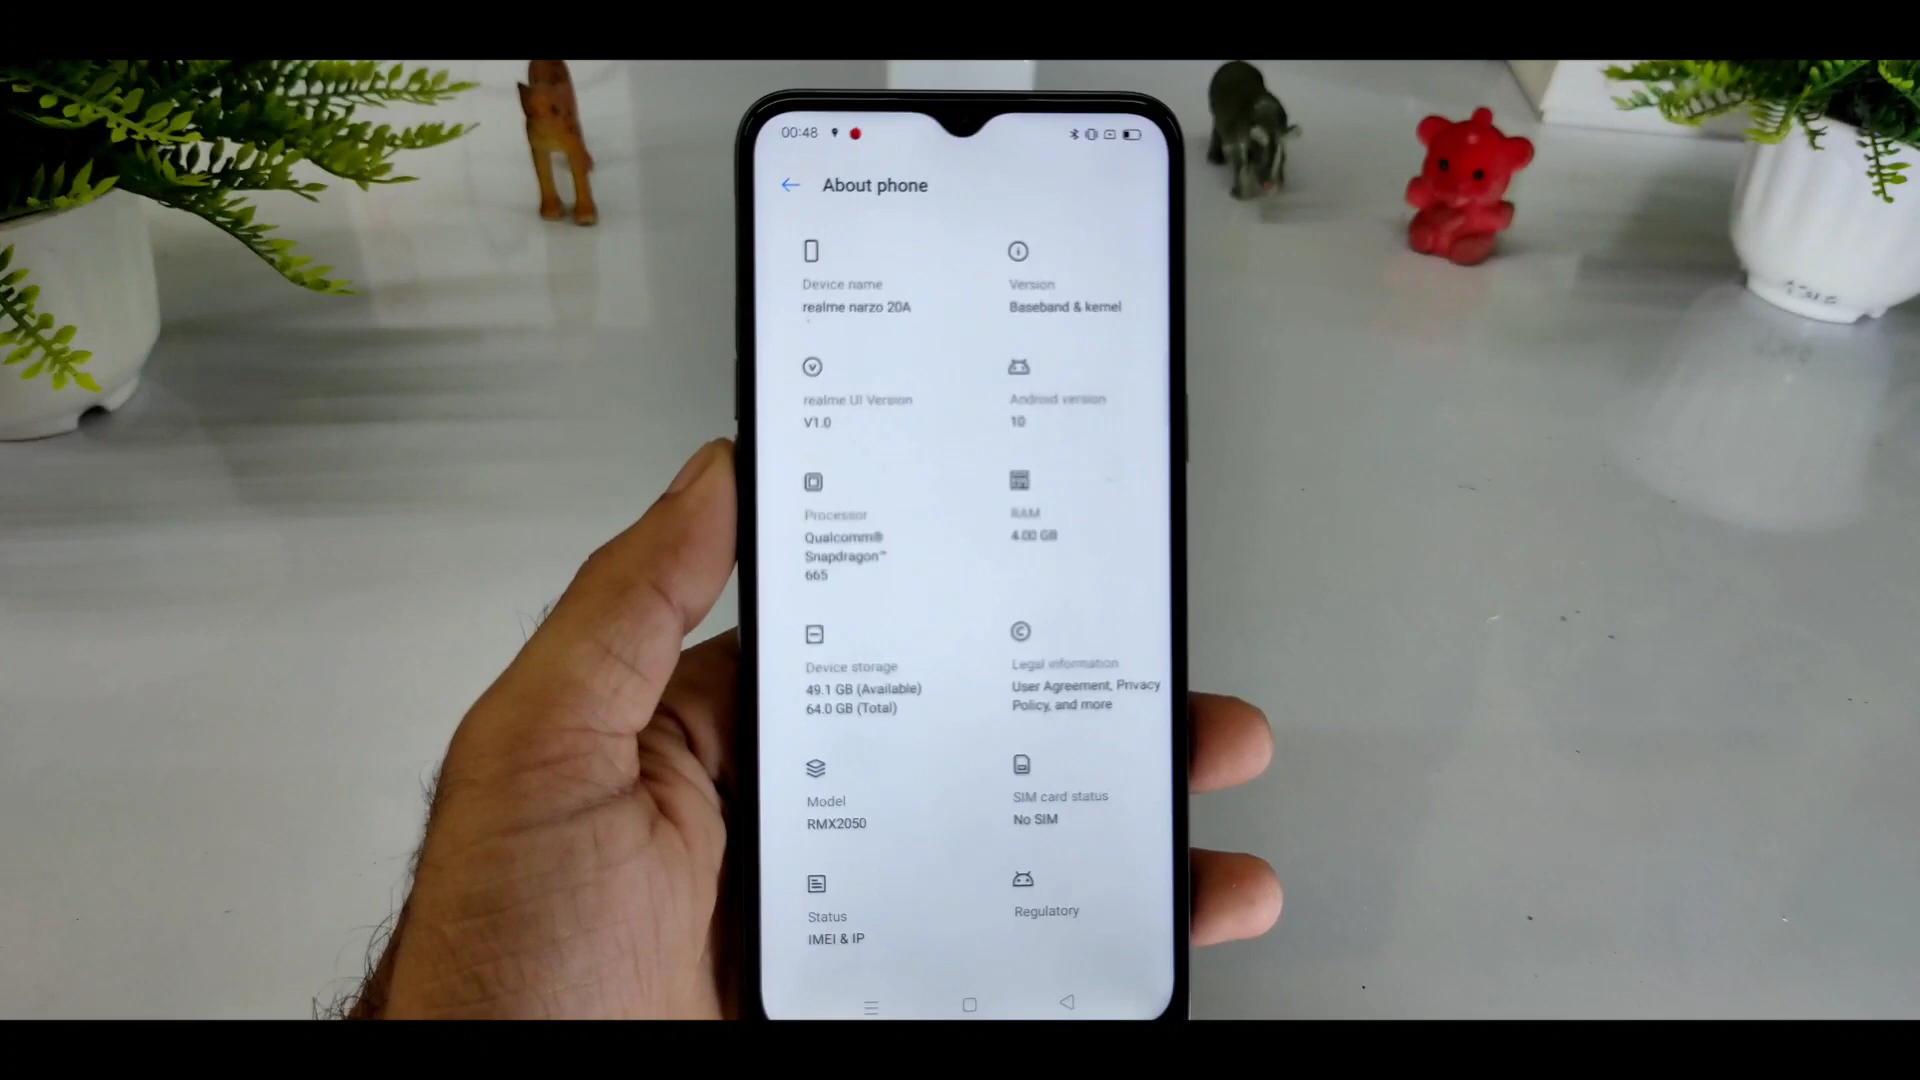 00:48
About phone
Device name
realme narzo 20A
Version
Baseband & kernel
realme UI Version
V1.0
Android version
10
Processor
Qualcomm®
Snapdragon™
665
RAM
4.00 GB
Device storage
49.1 GB (Available)
64.0 GB (Total)
Legal information
User Agreement, Privacy
Policy, and more
Model
RMX2050
SIM card status
No SIM
Status
IMEI & IP
Regulatory